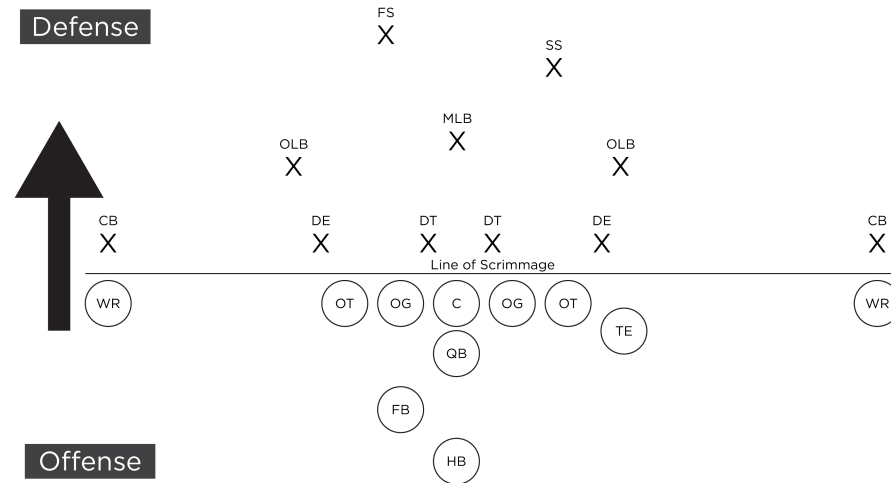 Defense
FS
X
SS
X
MLB
X
OLB
X
OLB
X
CB
X
DE
X
DT
X
DT
X
DE
X
CB
X
Line of Scrimmage
WR
OT
OG
C
OG
OT
WR
TE
QB
FB
Offense
HB